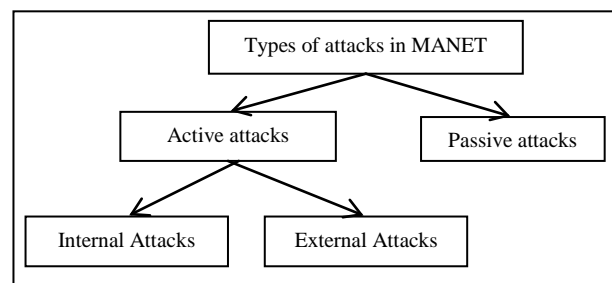 Types of attacks in MANET
Active attacks
Passive attacks
Internal Attacks
External Attacks